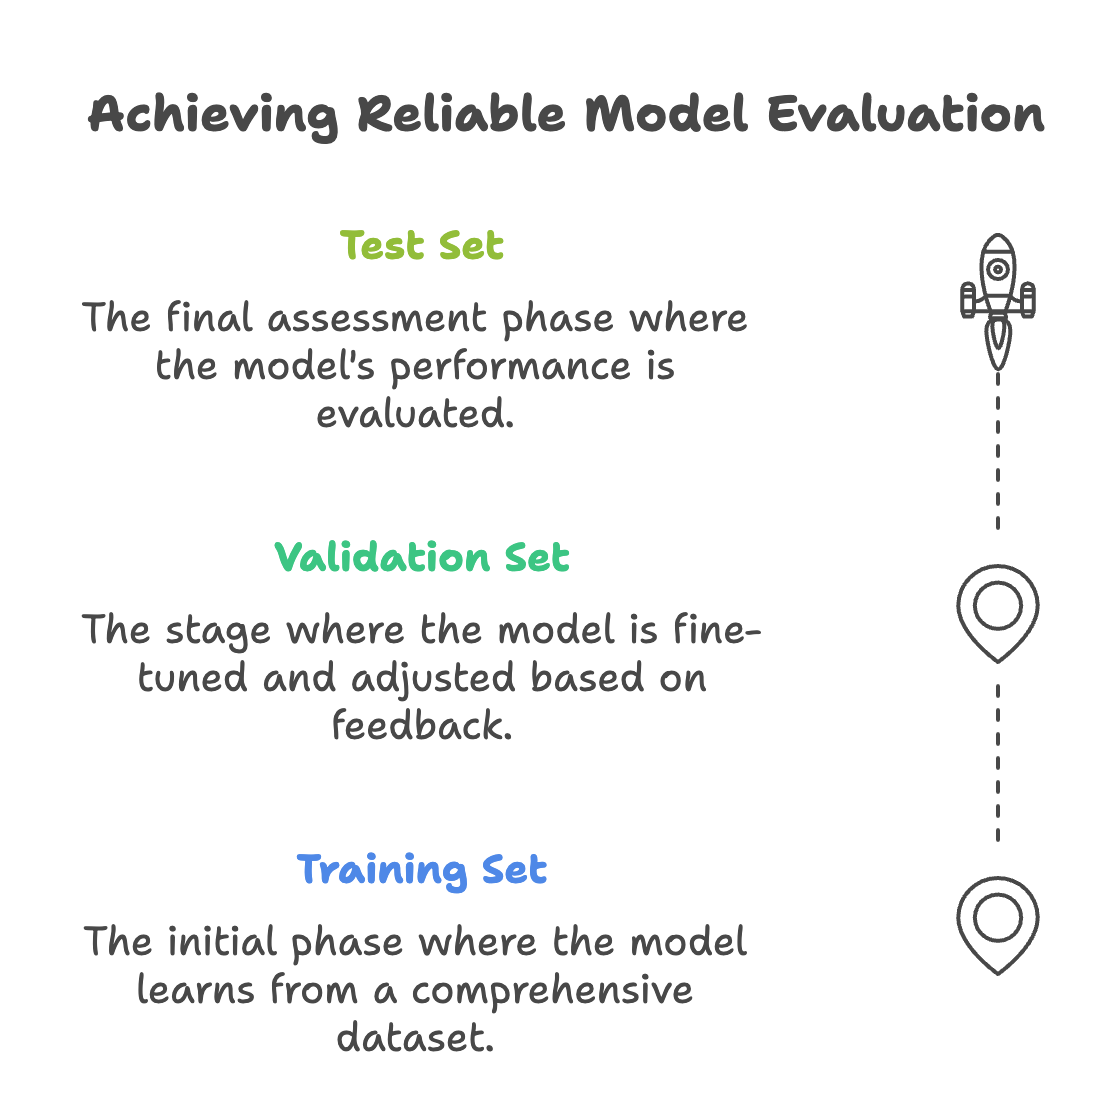 Achieving Reliable Model Evaluation
Test Set
The final assessment phase where
the model's performance is
evaluated.
Validation Set
The stage where the model is fine-
tuned and adjusted based on
feedback.
Training Set
The initial phase where the model
learns from a comprehensive
dataset.